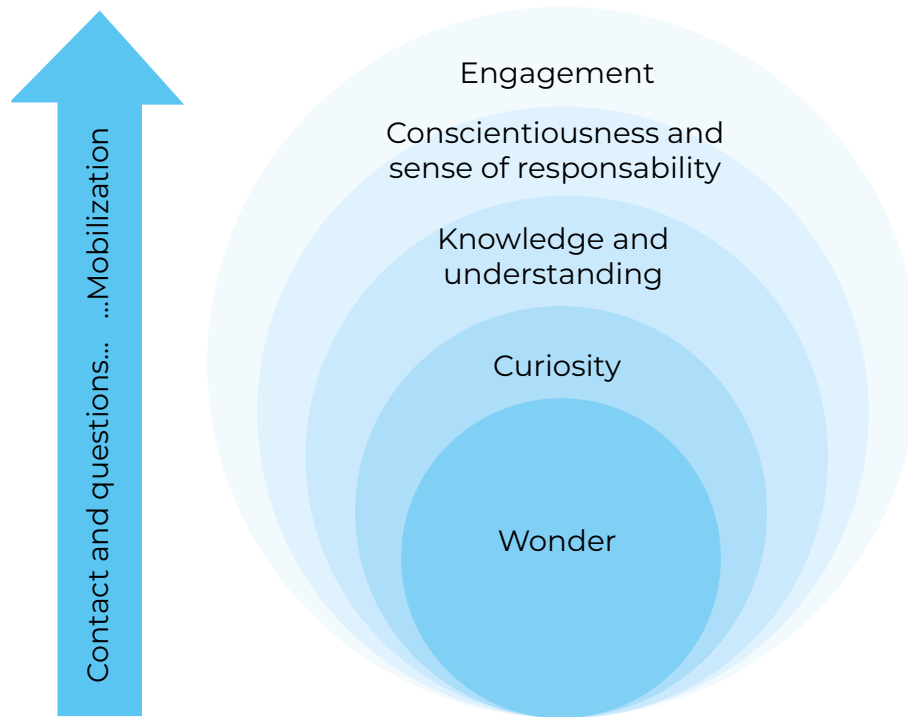 Engagement
Conscientiousness and
sense of responsability
Knowledge and
understanding
Curiosity
Wonder
Contact and questions... ...Mobilization